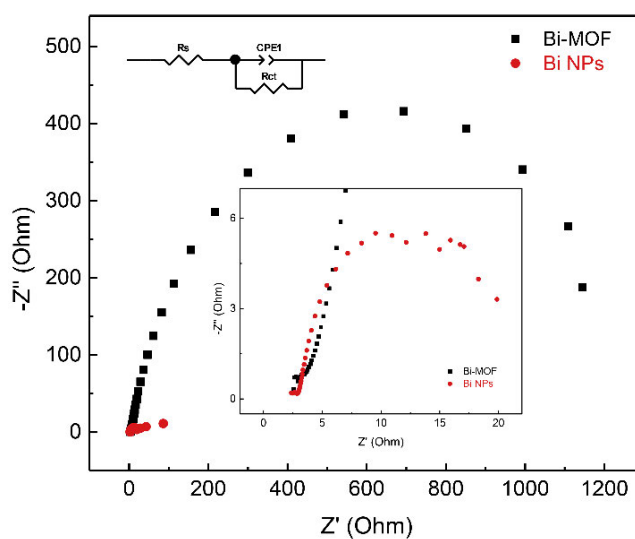 500
400
300
200
100
0
-Z'' (Ohm)
Rs
CPE1
Rct
Bi-MOF
Bi NPs
6
3
0
-Z'' (Ohm)
Bi-MOF
Bi NPs
0 5 10 15 20
Z' (Ohm)
0 200 400 600 800 1000 1200
Z' (Ohm)